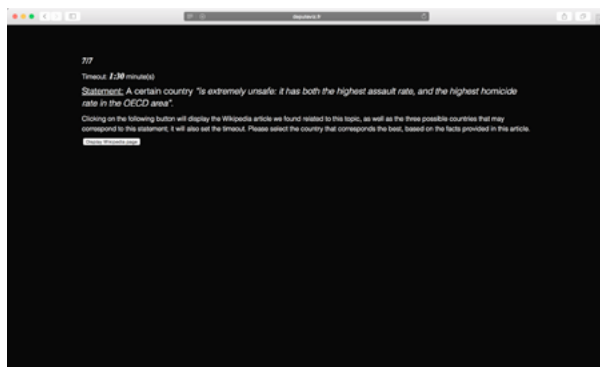 7/7
Timeout: 1:30 minute(s)
Statement: A certain country "is extremely unsafe: it has both the highest assault rate, and the highest homicide
rate in the OECD area".
Clicking on the following button will display the Wikipedia article we found related to this topic, as well as the three possible countries that may
correspond to this statement; it will also set the timeout. Please select the country that corresponds the best, based on the facts provided in this article.
Display Wikipedia page